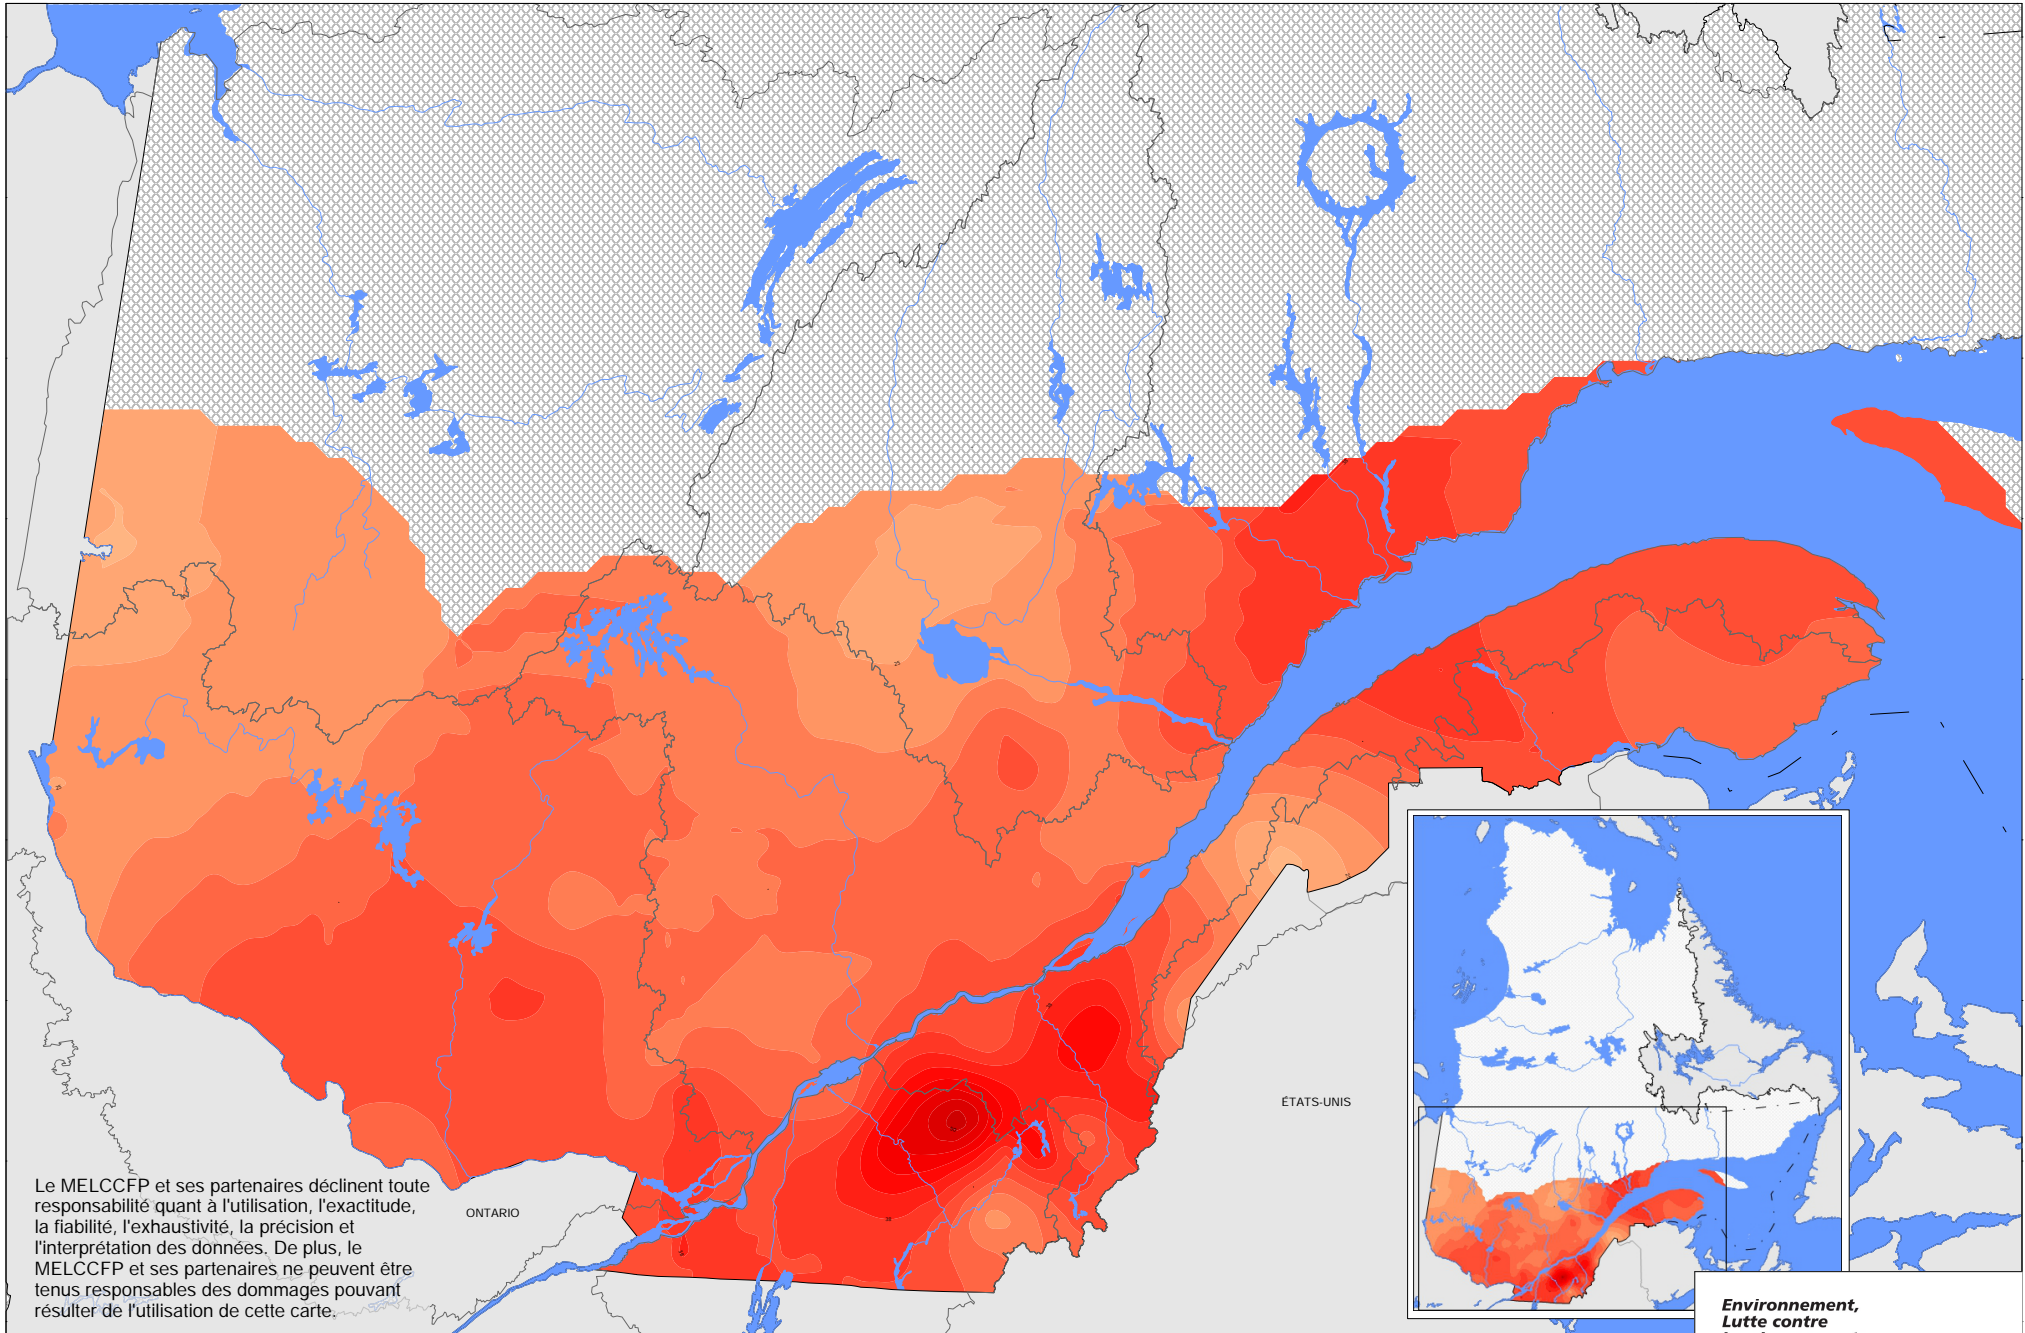 ÉTATS-UNIS
Le MELCCFP et ses partenaires déclinent toute
responsabilité quant à l'utilisation, l'exactitude,
la fiabilité, l'exhaustivité, la précision et
l'interprétation des données. De plus, le
MELCCFP et ses partenaires ne peuvent être
tenus responsables des dommages pouvant
résulter de l'utilisation de cette carte.
ONTARIO
Environnement,
Lutte contre